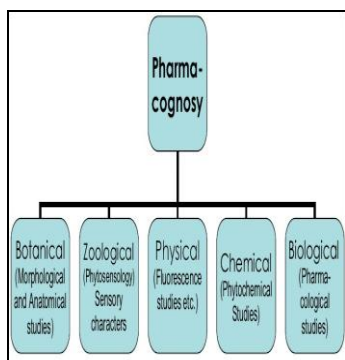 Pharma-
cognosy
Botanical
(Morphological
and Anatomical
studies)
Zoological
(Phytosensology)
Sensory
characters
Physical
(Fluorescence
studies etc.)
Chemical
(Phytochemical
Studies)
Biological
(Pharma-
cological
studies)